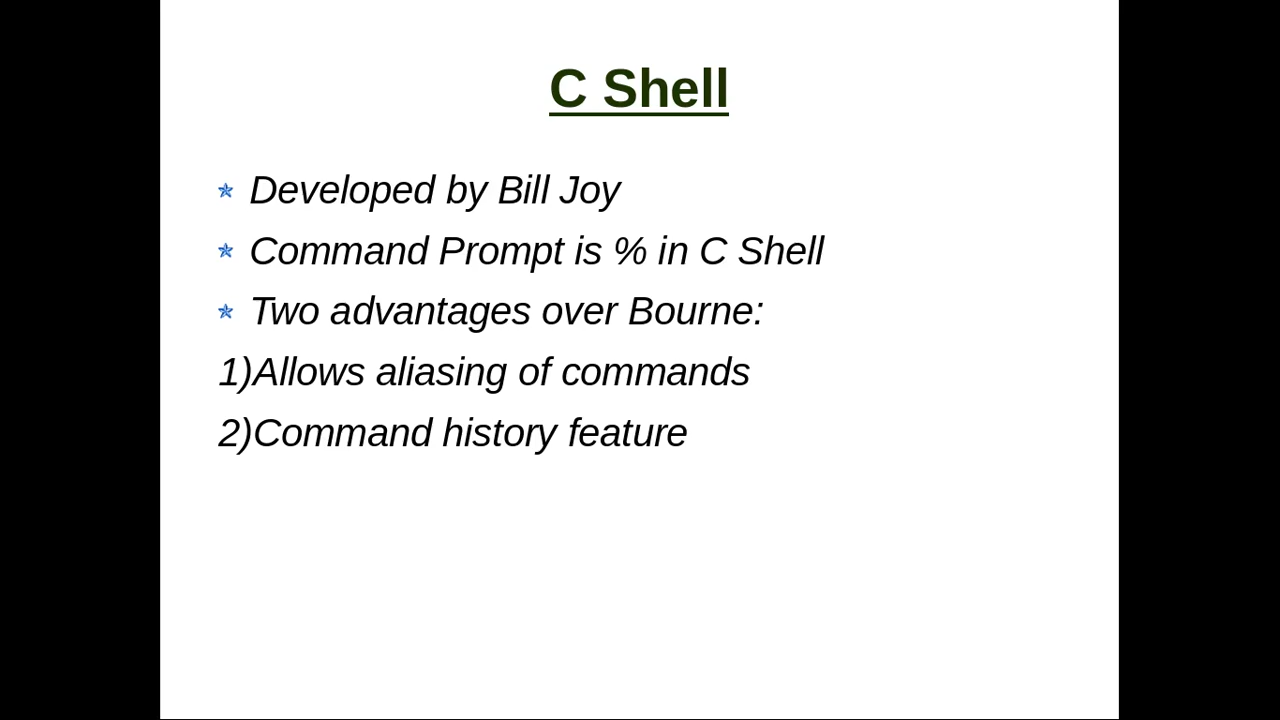 C Shell
Developed by Bill Joy
Command Prompt is % in C Shell
Two advantages over Bourne:
1)Allows aliasing of commands
2)Command history feature